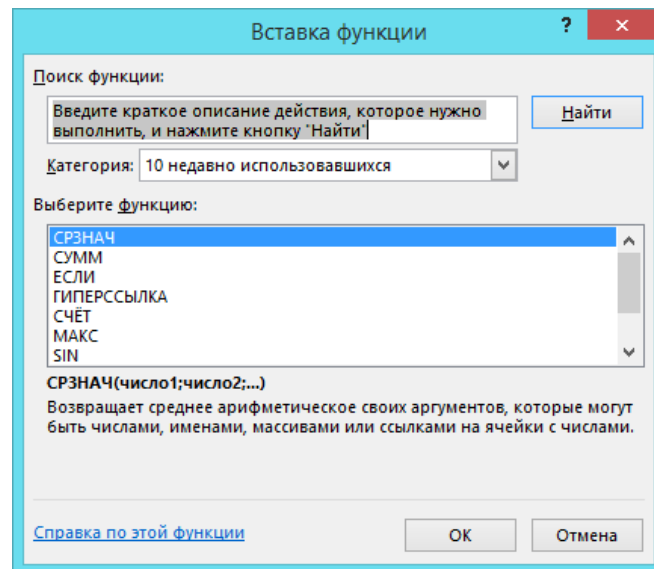 Вставка функции
?
×
Поиск функции:
Введите краткое описание действия, которое нужно
выполнить, и нажмите кнопку "Найти"
Найти
Категория: 10 недавно использовавшихся
Выберите функцию:
СРЗНАЧ
СУММ
ЕСЛИ
ГИПЕРССЫЛКА
СЧЁТ
МАКС
SIN
СРЗНАЧ(число1;число2;...)
Возвращает среднее арифметическое своих аргументов, которые могут
быть числами, именами, массивами или ссылками на ячейки с числами.
Справка по этой функции
ОК
Отмена